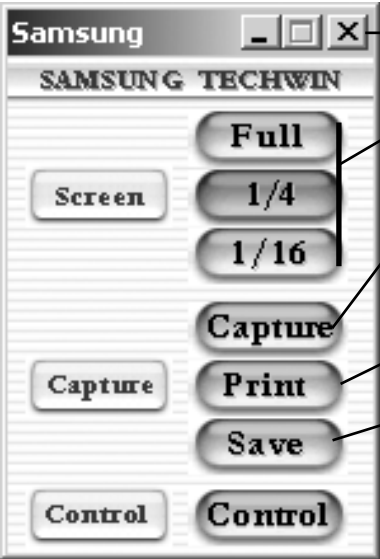 Samsung
SAMSUNG TECHWIN
Full
Screen 1/4
1/16
Capture
Capture Print
Save
Control Control